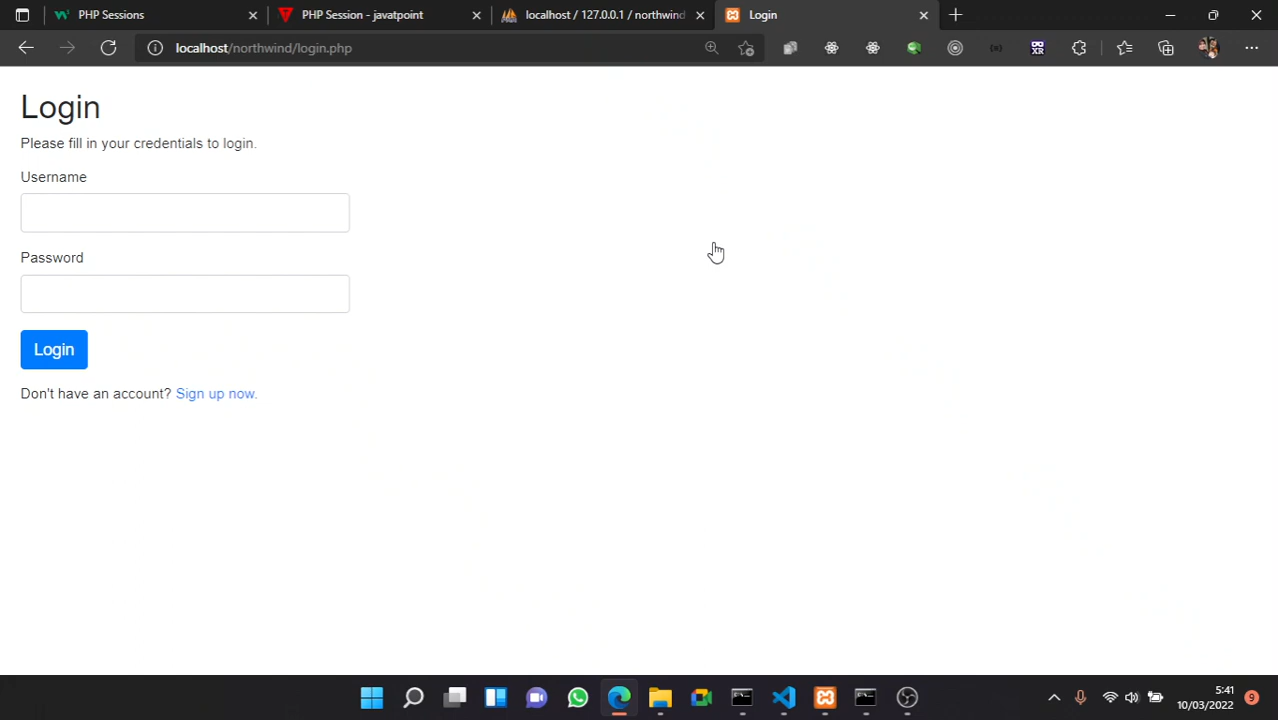 PHP Sessions
PHP Session - javatpoint
localhost / 127.0.0.1 / northwind
Login
localhost/northwind/login.php
XR
Login
Please fill in your credentials to login.
Username
Password
Login
Don't have an account? Sign up now.
5:41
10/03/2022
9